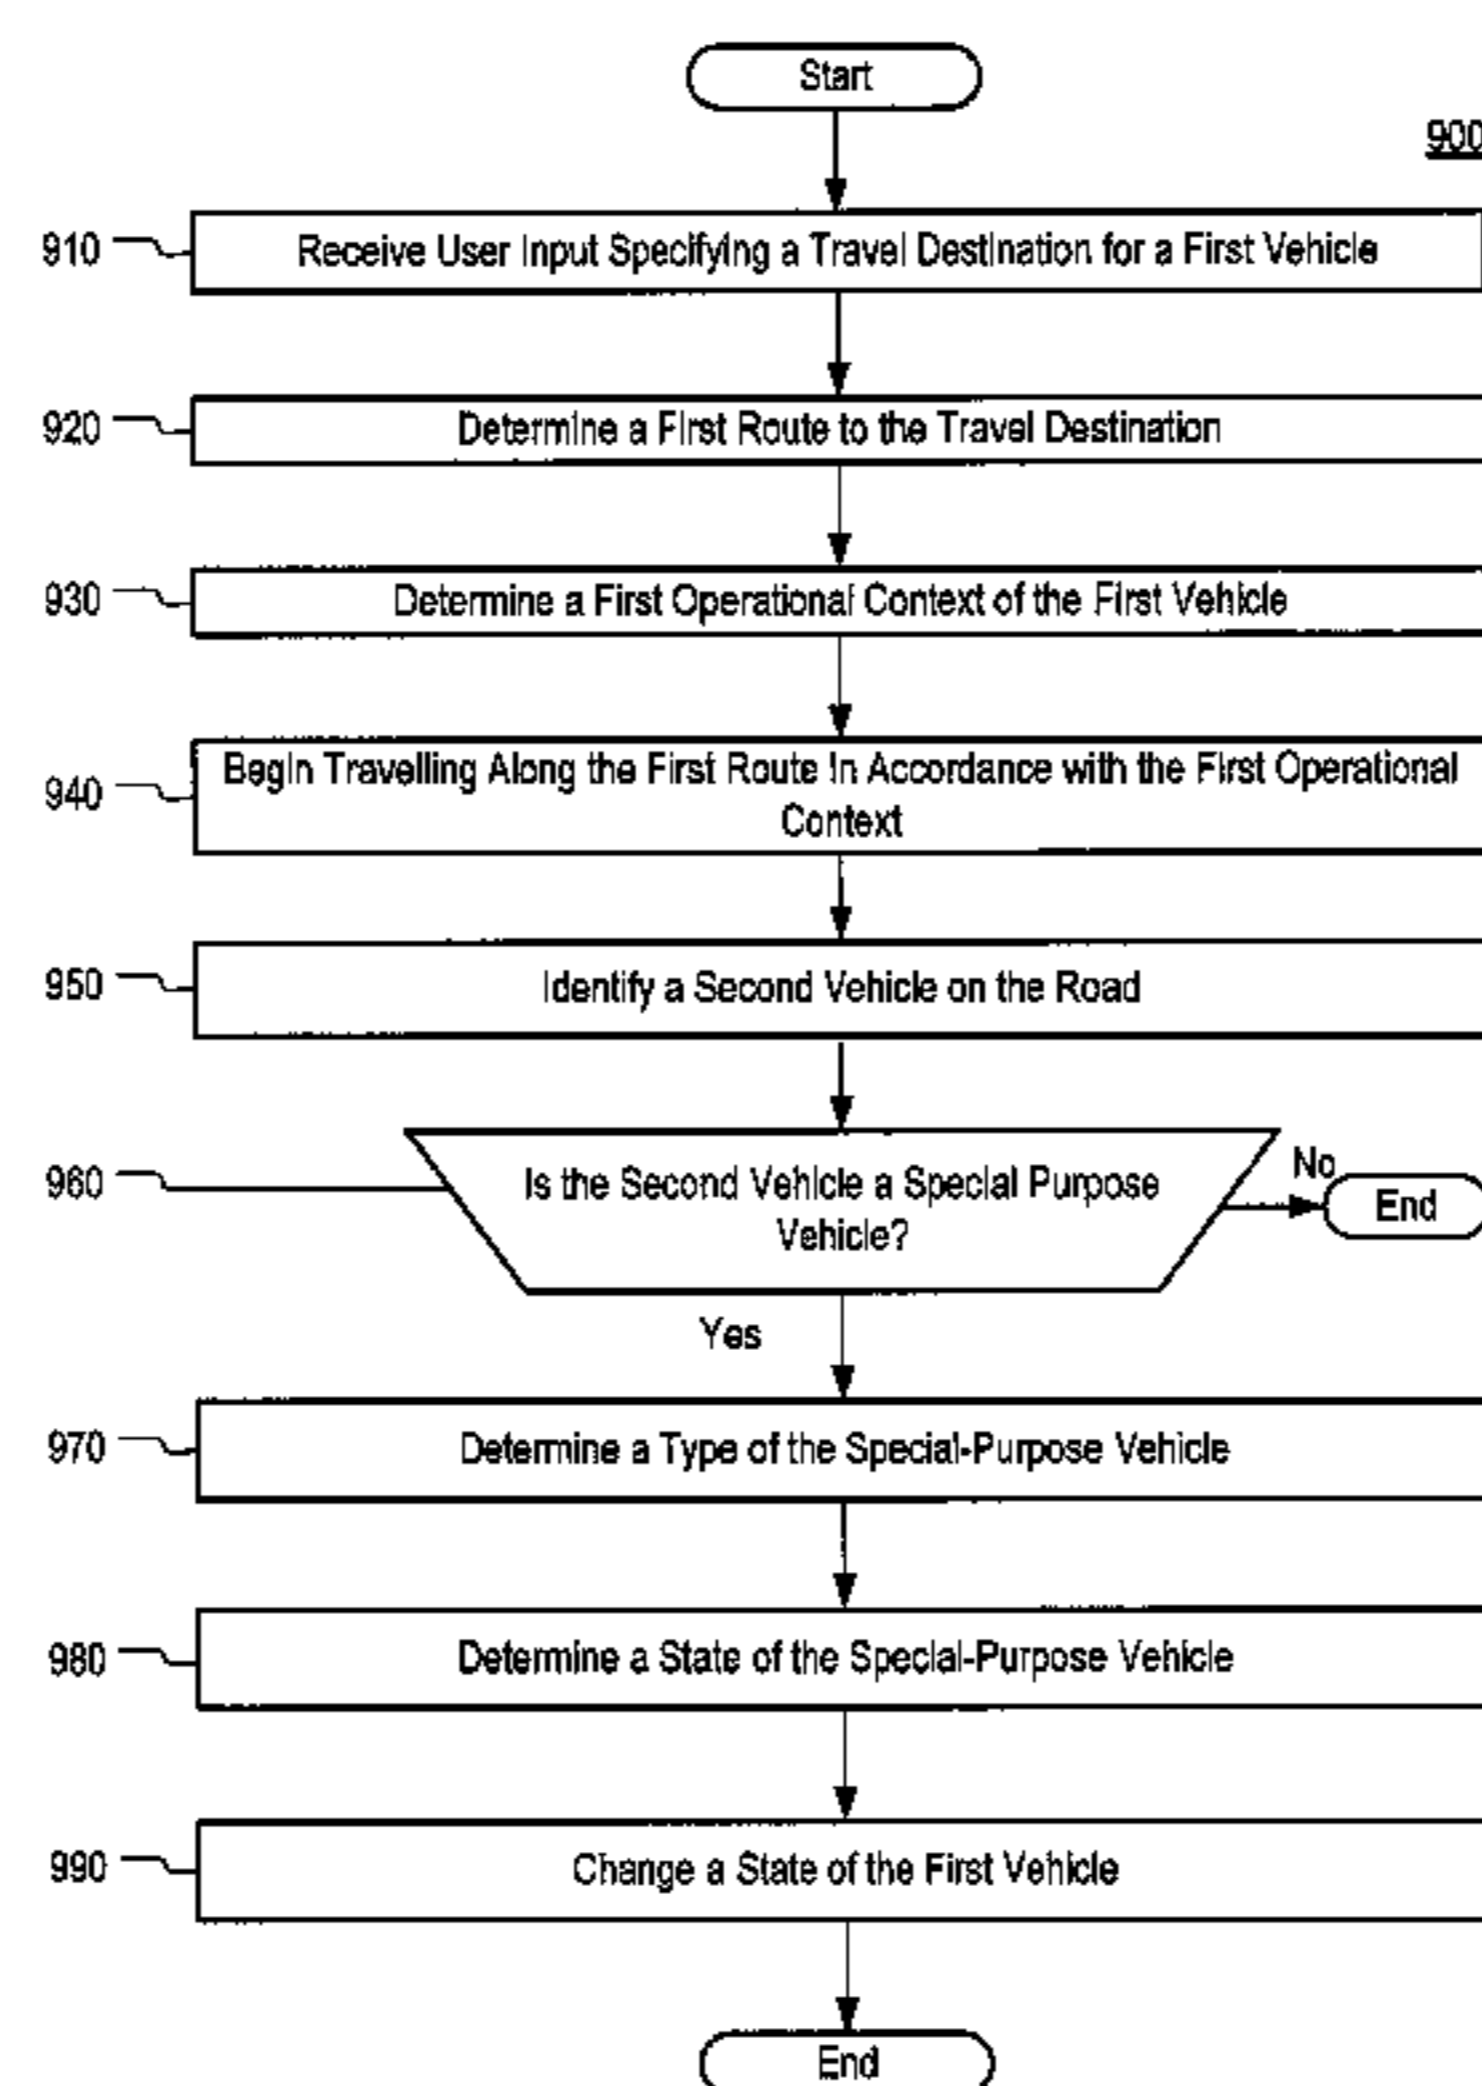 Start
900
910
Receive User Input Specifying a Travel Destination for a First Vehicle
920
Determine a First Route to the Travel Destination
930
Determine a First Operational Context of the First Vehicle
940
Begin Travelling Along the First Route in Accordance with the First Operational
Context
950
Identify a Second Vehicle on the Road
960
Is the Second Vehicle a Special Purpose
Vehicle?
No
End
Yes
970
Determine a Type of the Special-Purpose Vehicle
980
Determine a State of the Special-Purpose Vehicle
990
Change a State of the First Vehicle
End